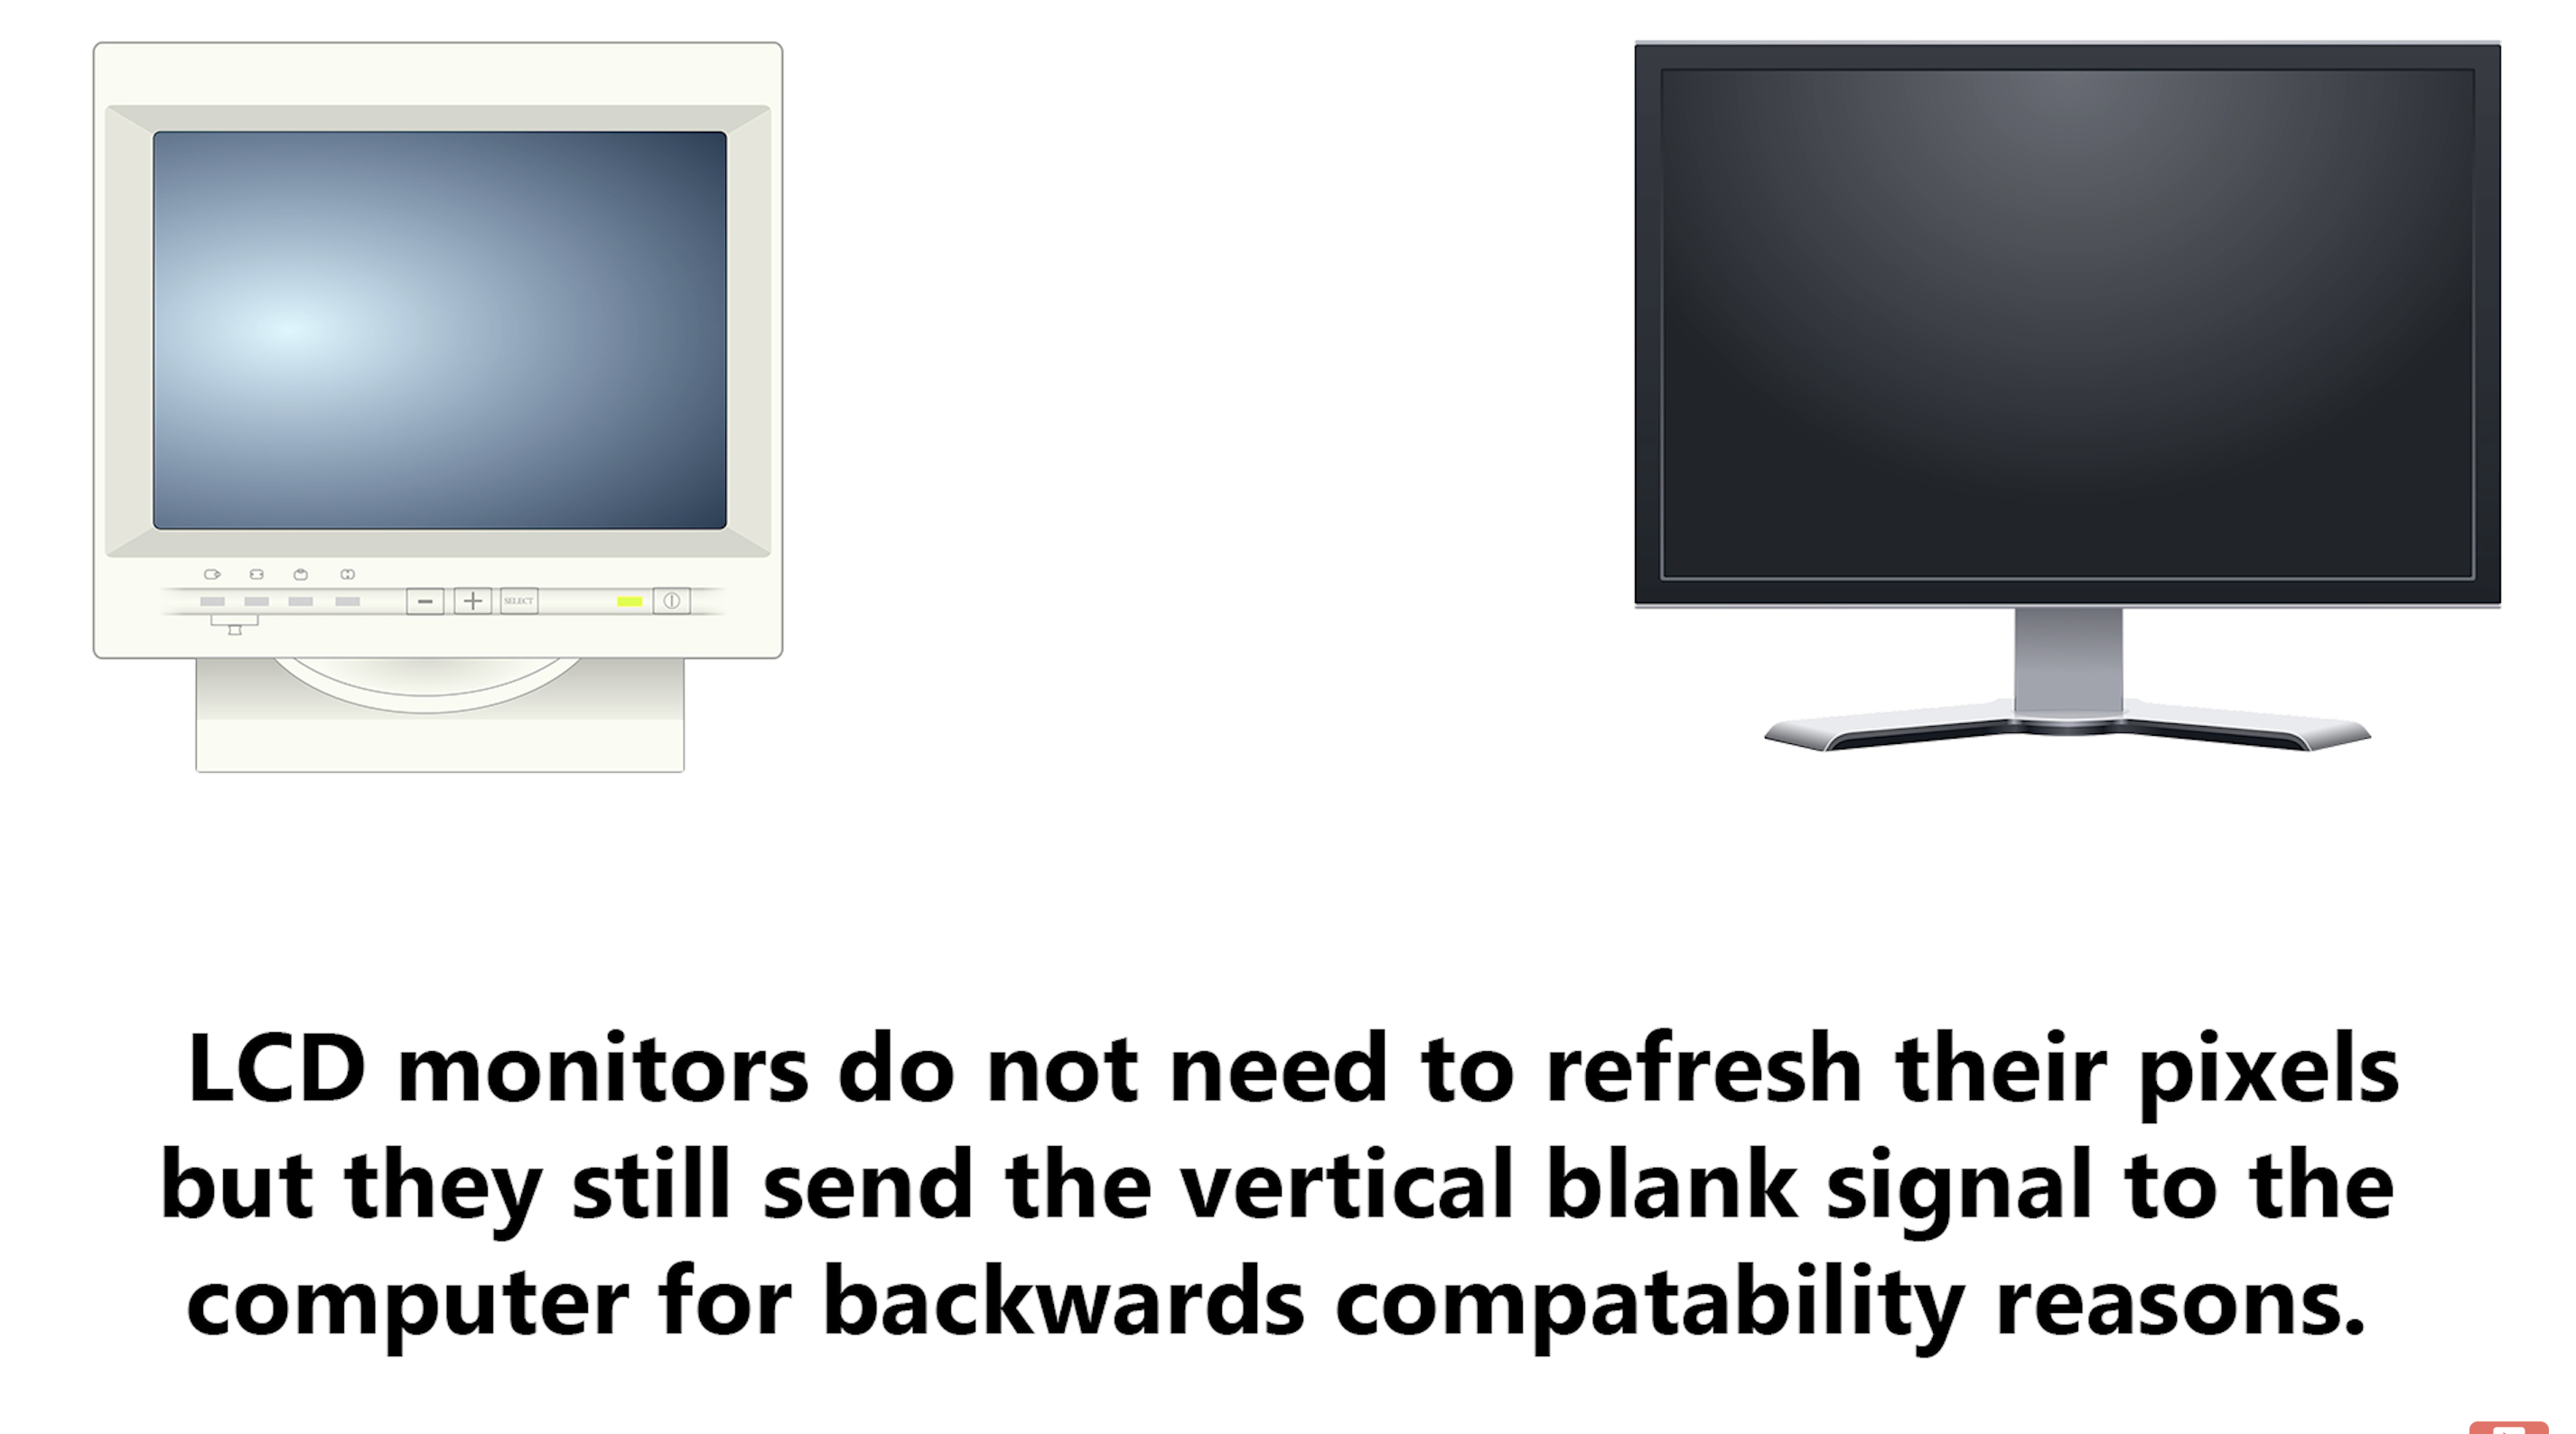 SELECT
LCD monitors do not need to refresh their pixels
but they still send the vertical blank signal to the
computer for backwards compatability reasons.